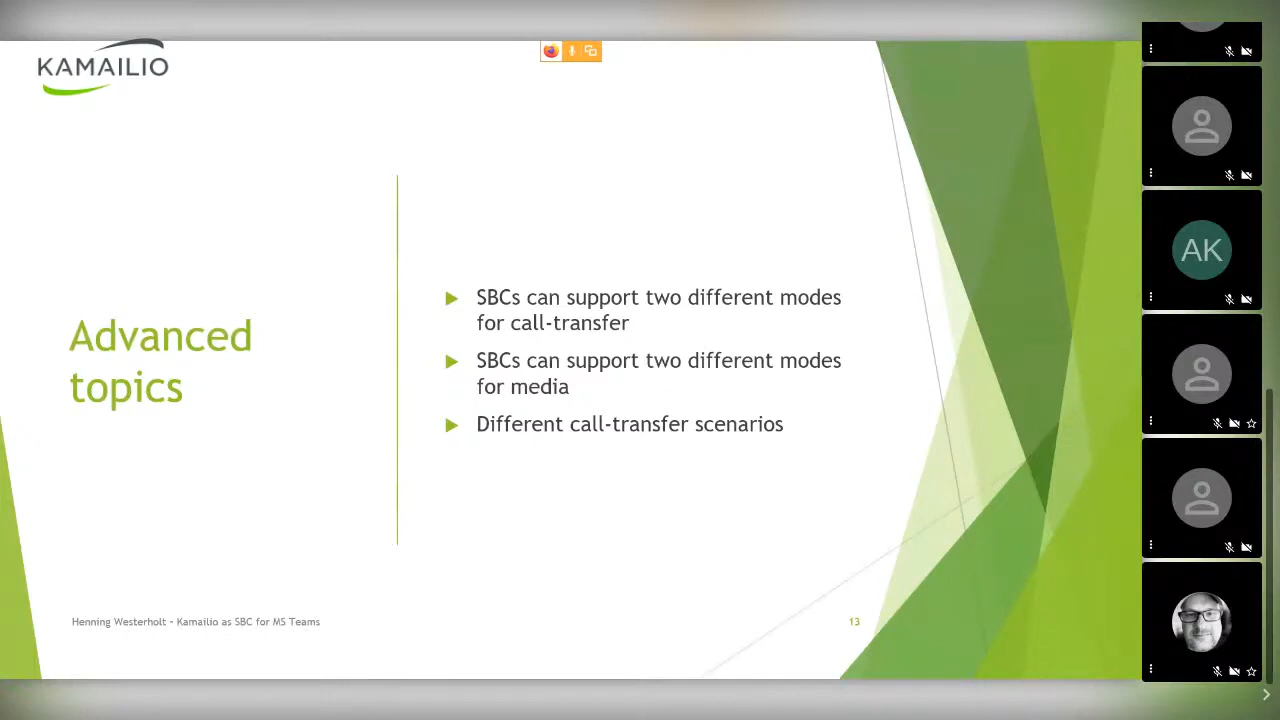 KAMAILIO
Advanced
topics
SBCs can support two different modes
for call-transfer
SBCs can support two different modes
for media
Different call-transfer scenarios
Henning Westerholt – Kamailio as SBC for MS Teams
13
AK